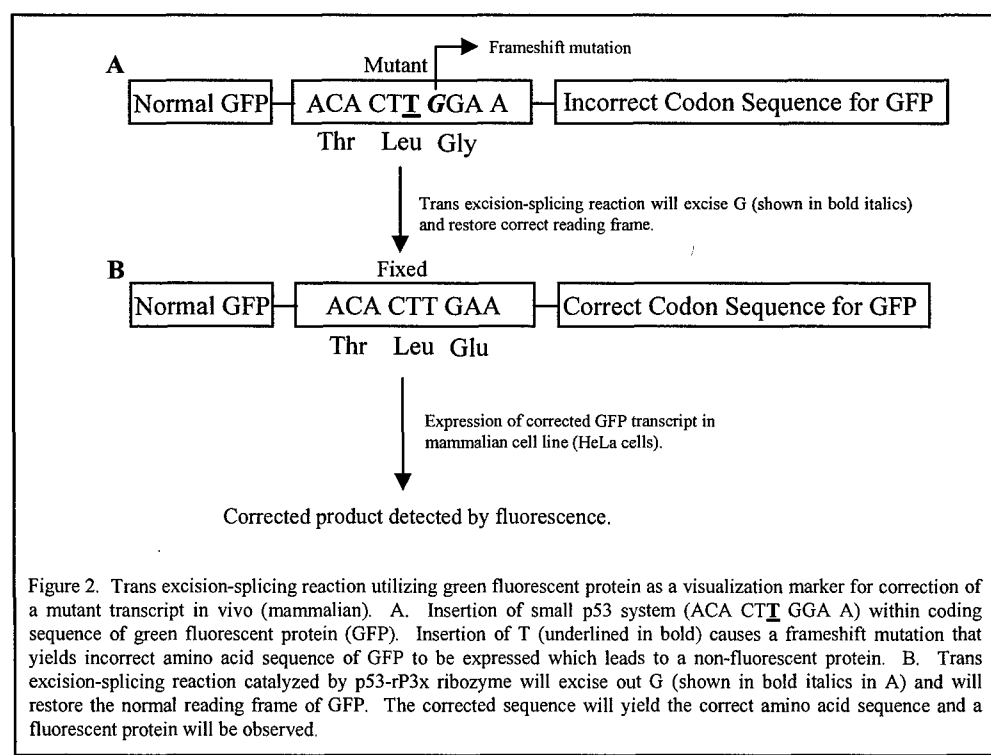 Frameshift mutation
A
Mutant
Normal GFP
ACA CTT GGA A
Incorrect Codon Sequence for GFP
Thr Leu Gly
Trans excision-splicing reaction will excise G (shown in bold italics)
and restore correct reading frame.
B
Fixed
Normal GFP
ACA CTT GAA
Correct Codon Sequence for GFP
Thr Leu Glu
Expression of corrected GFP transcript in
mammalian cell line (HeLa cells).
Corrected product detected by fluorescence.
Figure 2. Trans excision-splicing reaction utilizing green fluorescent protein as a visualization marker for correction of
a mutant transcript in vivo (mammalian). A. Insertion of small p53 system (ACA CTT GGA A) within coding
sequence of green fluorescent protein (GFP). Insertion of T (underlined in bold) causes a frameshift mutation that
yields incorrect amino acid sequence of GFP to be expressed which leads to a non-fluorescent protein. B. Trans
excision-splicing reaction catalyzed by p53-rP3x ribozyme will excise out G (shown in bold italics in A) and will
restore the normal reading frame of GFP. The corrected sequence will yield the correct amino acid sequence and a
fluorescent protein will be observed.